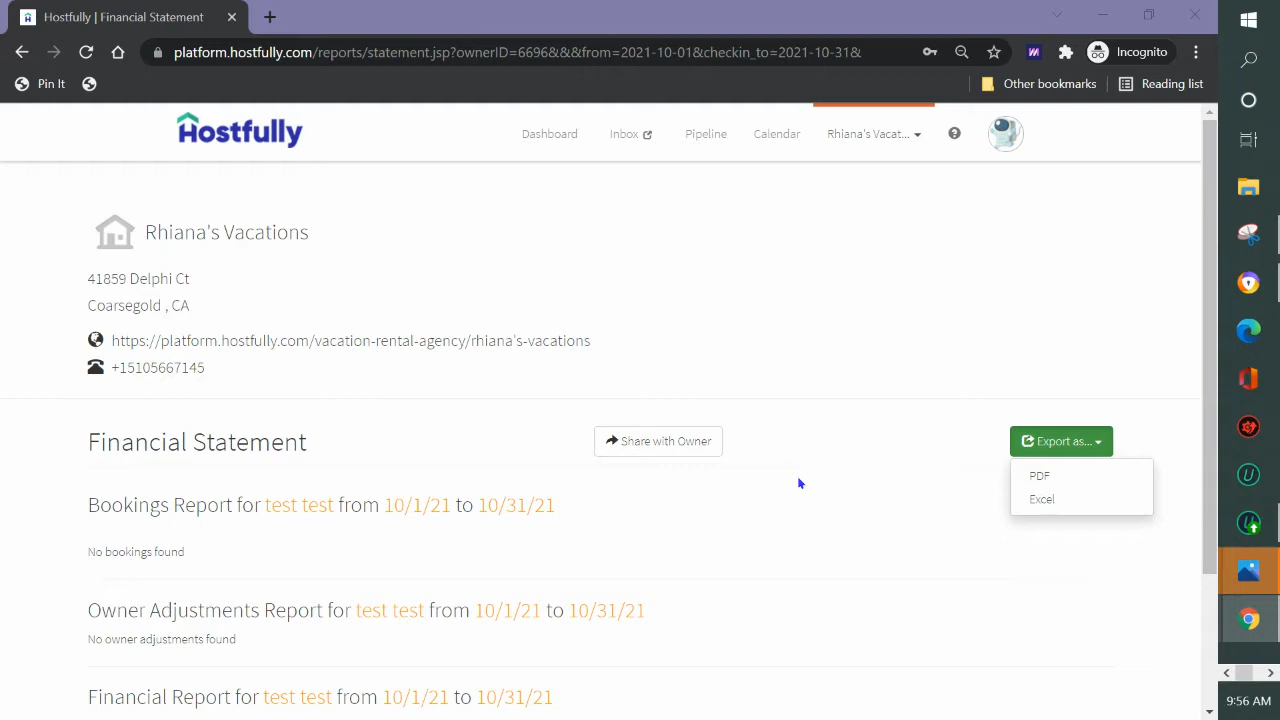 Hostfully | Financial Statement
platform.hostfully.com/reports/statement.jsp?ownerID=6696&&&from=2021-10-01&checkin_to=2021-10-31&
Incognito
Pin It
Other bookmarks
Reading list
Hostfully
Dashboard
Inbox
Pipeline
Calendar
Rhiana's Vacat...
Rhiana's Vacations
41859 Delphi Ct
Coarsegold , CA
https://platform.hostfully.com/vacation-rental-agency/rhiana's-vacations
+15105667145
Financial Statement
Share with Owner
Export as...
PDF
Excel
Bookings Report for test test from 10/1/21 to 10/31/21
No bookings found
Owner Adjustments Report for test test from 10/1/21 to 10/31/21
No owner adjustments found
Financial Report for test test from 10/1/21 to 10/31/21
9:56 AM